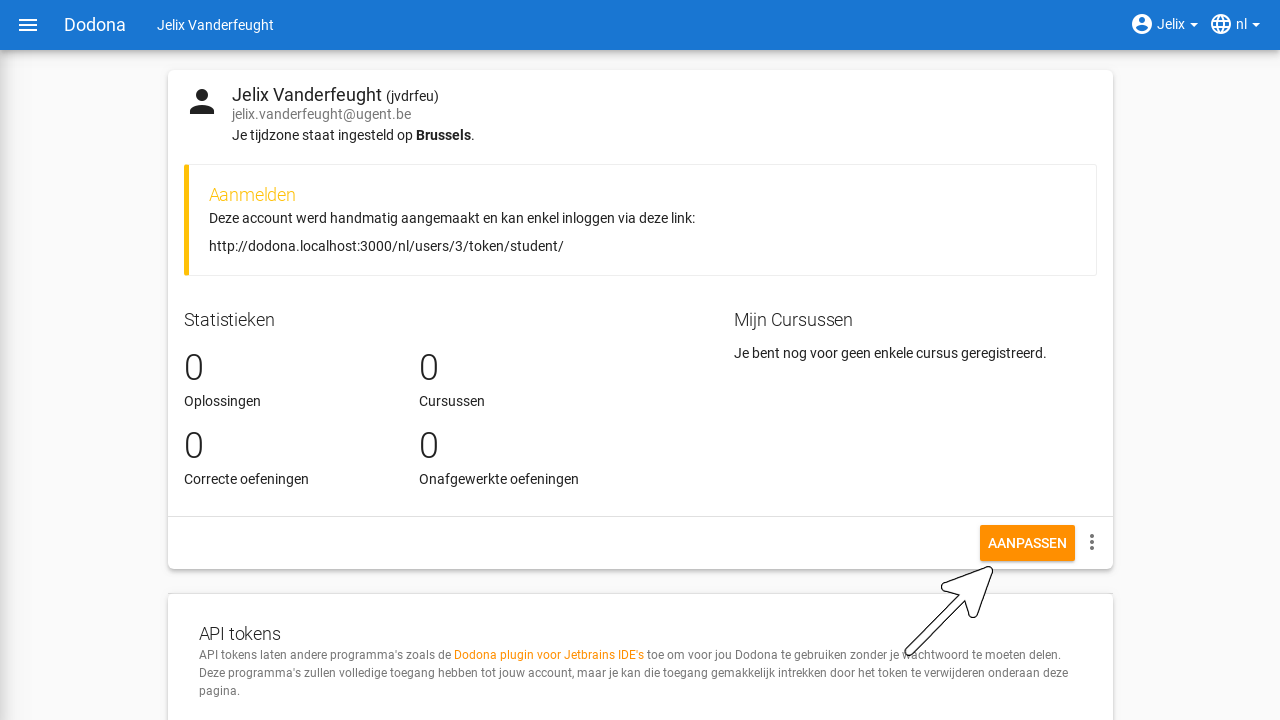 Dodona Jelix Vanderfeught Jelix nl
Jelix Vanderfeught (jvdrfeu)
jelix.vanderfeught@ugent.be
Je tijdzone staat ingesteld op Brussels.
Aanmelden
Deze account werd handmatig aangemaakt en kan enkel inloggen via deze link:
http://dodona.localhost:3000/nl/users/3/token/student/
Statistieken
0 0
Oplossingen Cursussen
0 0
Correcte oefeningen Onafgewerkte oefeningen
Mijn Cursussen
Je bent nog voor geen enkele cursus geregistreerd.
AANPASSEN
API tokens
API tokens laten andere programma's zoals de Dodona plugin voor Jetbrains IDE's toe om voor jou Dodona te gebruiken zonder je wachtwoord te moeten delen.
Deze programma's zullen volledige toegang hebben tot jouw account, maar je kan die toegang gemakkelijk intrekken door het token te verwijderen onderaan deze
pagina.